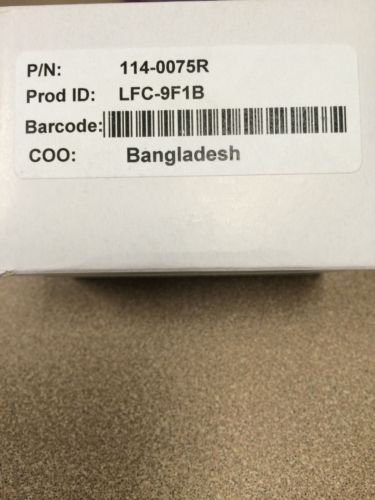 P/N: 114-0075R
Prod ID: LFC-9F1B
Barcode:
COO: Bangladesh